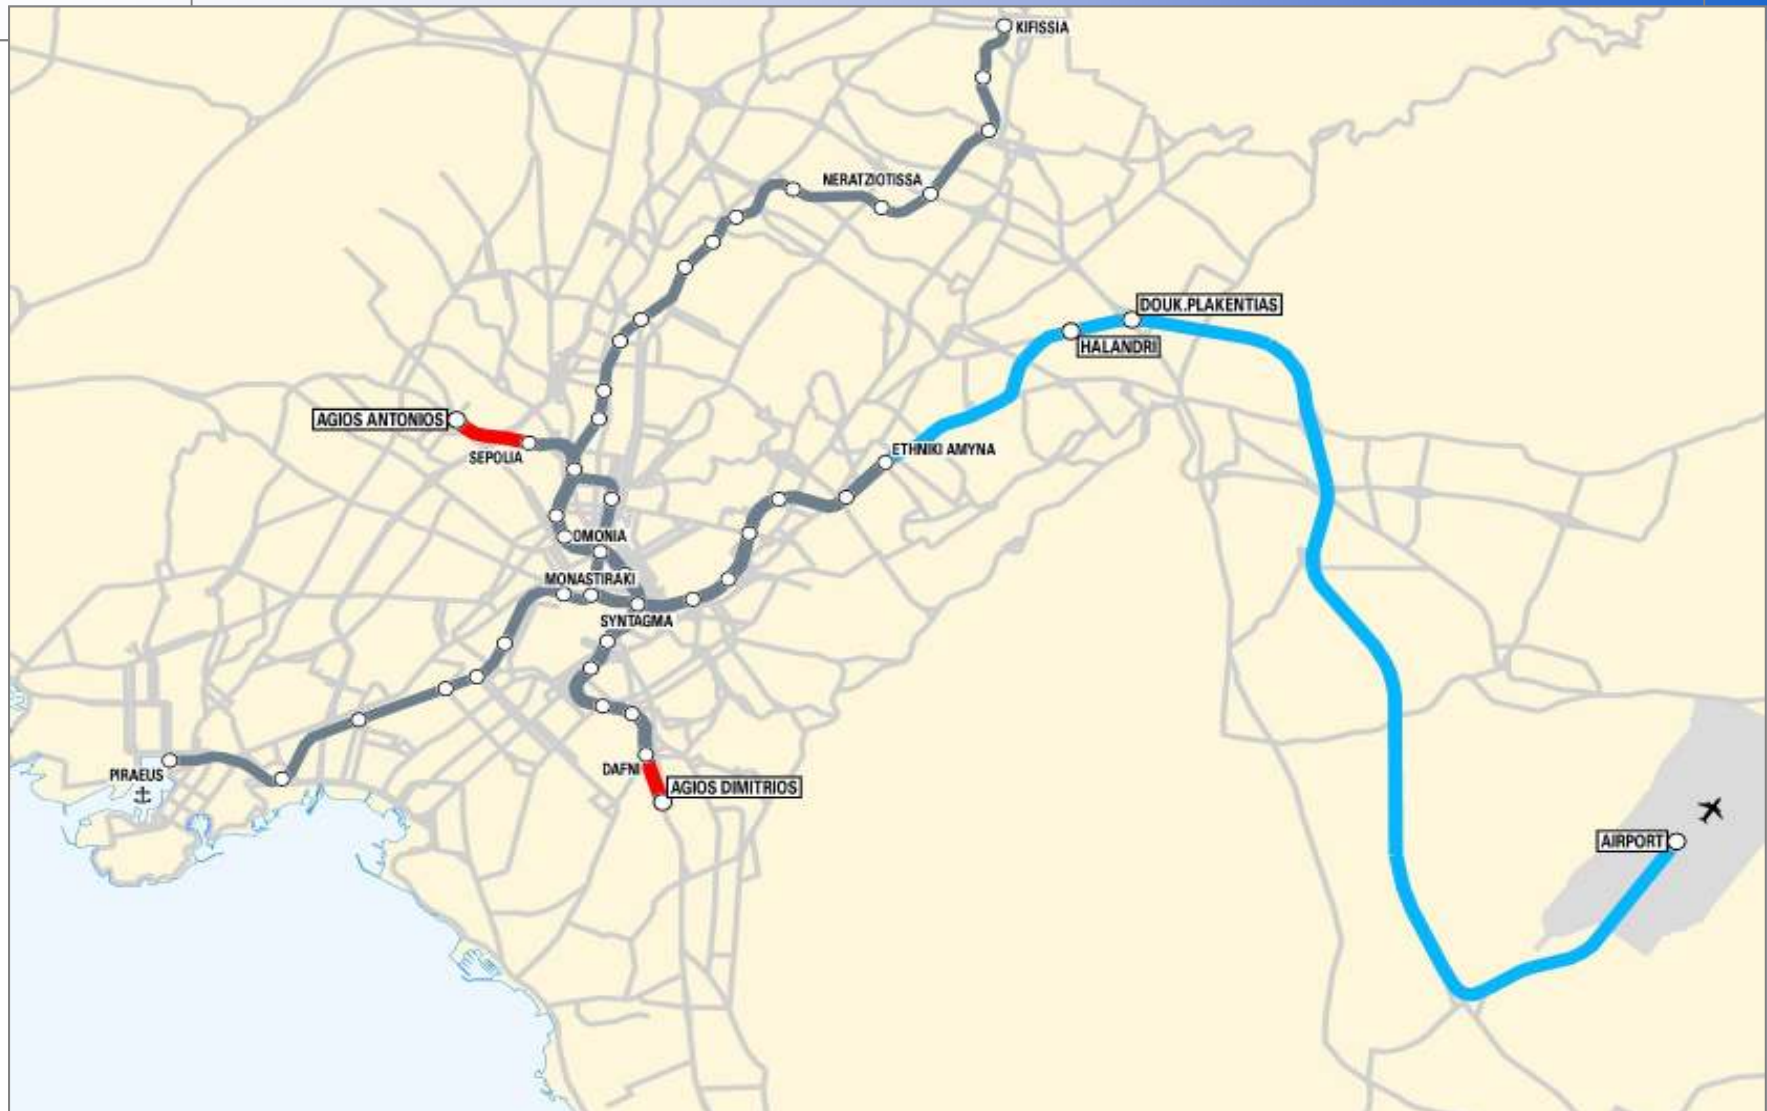 KIFISSIA
NERATZIOTISSA
DOUK.PLAKENTIAS
HALANDRI
AGIOS ANTONIOS
SEPOLIA
ETHNIKI AMYNA
OMONIA
MONASTIRAKI
SYNTAGMA
DAFNI
PIRAEUS
AGIOS DIMITRIOS
AIRPORT